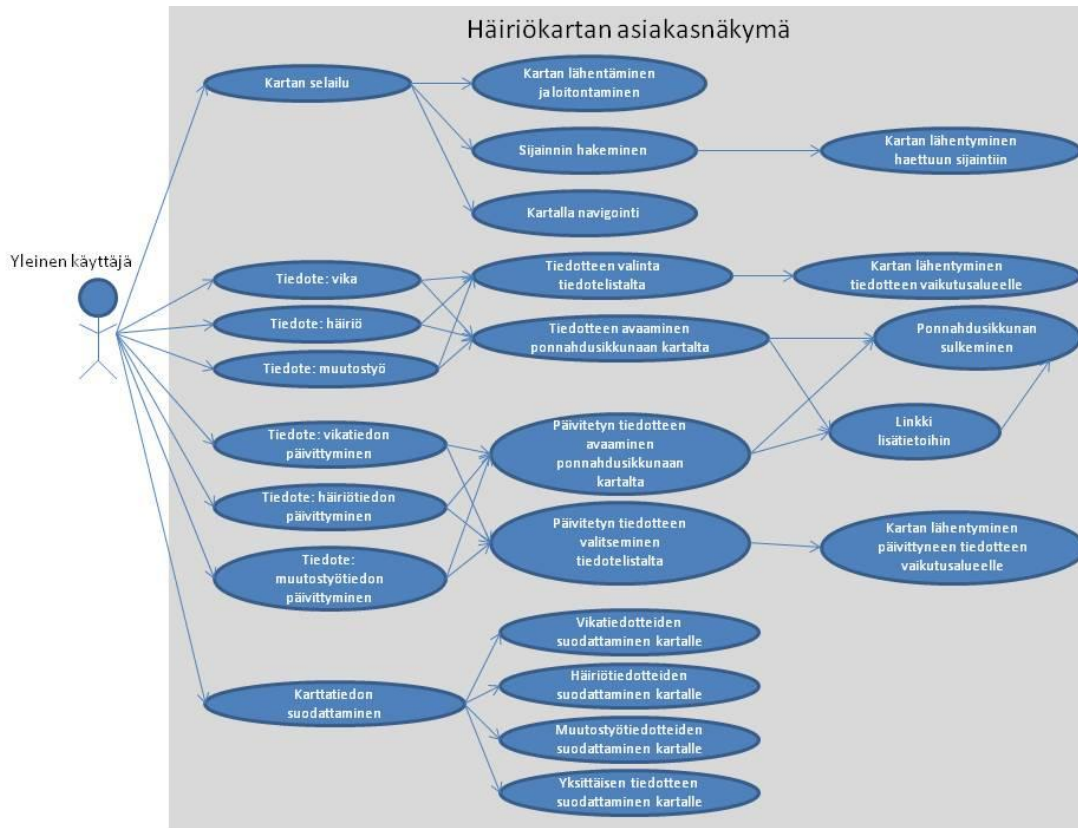 Häiriökartan asiakasnäkymä
Kartan selailu
Kartan lähentäminen
ja loitontaminen
Sijainnin hakeminen
Kartan lähentyminen
haettuun sijaintiin
Kartalla navigointi
Yleinen käyttäjä
Tiedote: vika
Tiedotteen valinta
tiedotelistalta
Kartan lähentyminen
tiedotteen vaikutusalueelle
Tiedote: häiriö
Tiedotteen avaaminen
ponnahdusikkunaan kartalta
Ponnahdusikkunan
sulkeminen
Tiedote: muutostyö
Tiedote: vikatiedon
päivittyminen
Päivitetyn tiedotteen
avaaminen
ponnahdusikkunaan
kartalta
Linkki
lisätietoihin
Tiedote: häiriötiedon
päivittyminen
Päivitetyn tiedotteen
valitseminen
tiedotelistalta
Kartan lähentyminen
päivittyneen tiedotteen
vaikutusalueelle
Tiedote:
muutostyötiedon
päivittyminen
Vikatiedotteiden
suodattaminen kartalle
Häiriötiedotteiden
suodattaminen kartalle
Karttatiedon
suodattaminen
Muutostyötiedotteiden
suodattaminen kartalle
Yksittäisen tiedotteen
suodattaminen kartalle